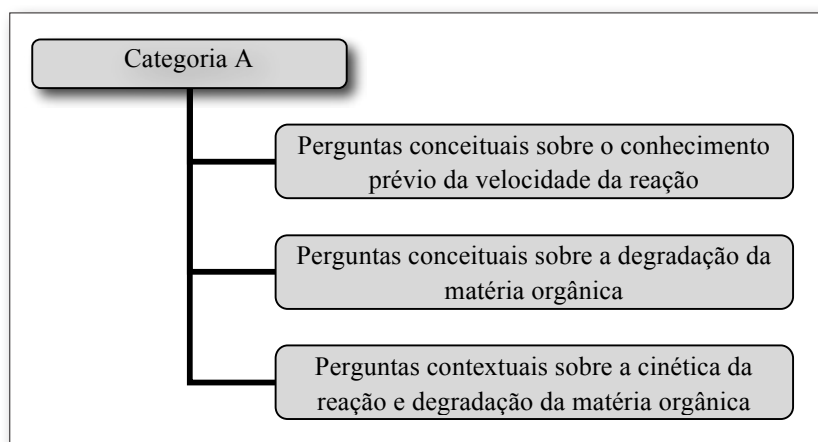 Categoria A
Perguntas conceituais sobre o conhecimento
prévio da velocidade da reação
Perguntas conceituais sobre a degradação da
matéria orgânica
Perguntas contextuais sobre a cinética da
reação e degradação da matéria orgânica